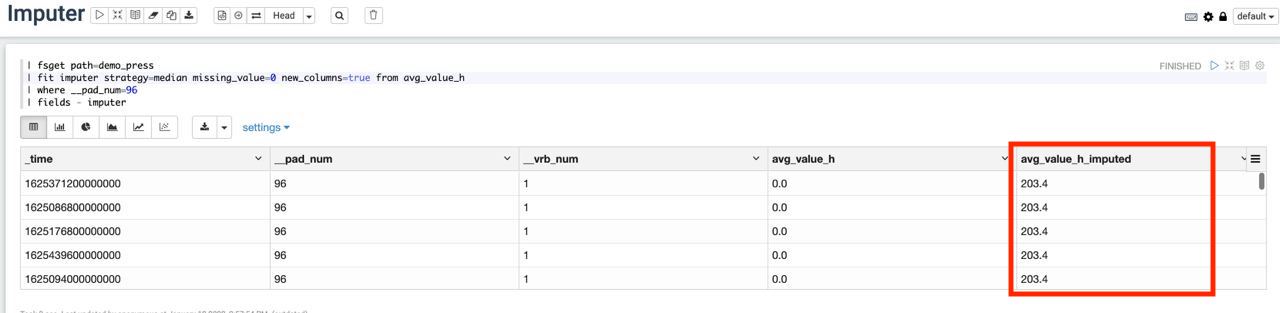 Imputer
Head
default
| fsget path=demo_press
| fit imputer strategy=median missing_value=0 new_columns=true from avg_value_h
| where __pad_num=96
| fields - imputer
FINISHED
settings
_time __pad_num __vrb_num avg_value_h avg_value_h_imputed
1625371200000000 96 1 0.0 203.4
1625086800000000 96 1 0.0 203.4
1625176800000000 96 1 0.0 203.4
1625439600000000 96 1 0.0 203.4
1625094000000000 96 1 0.0 203.4